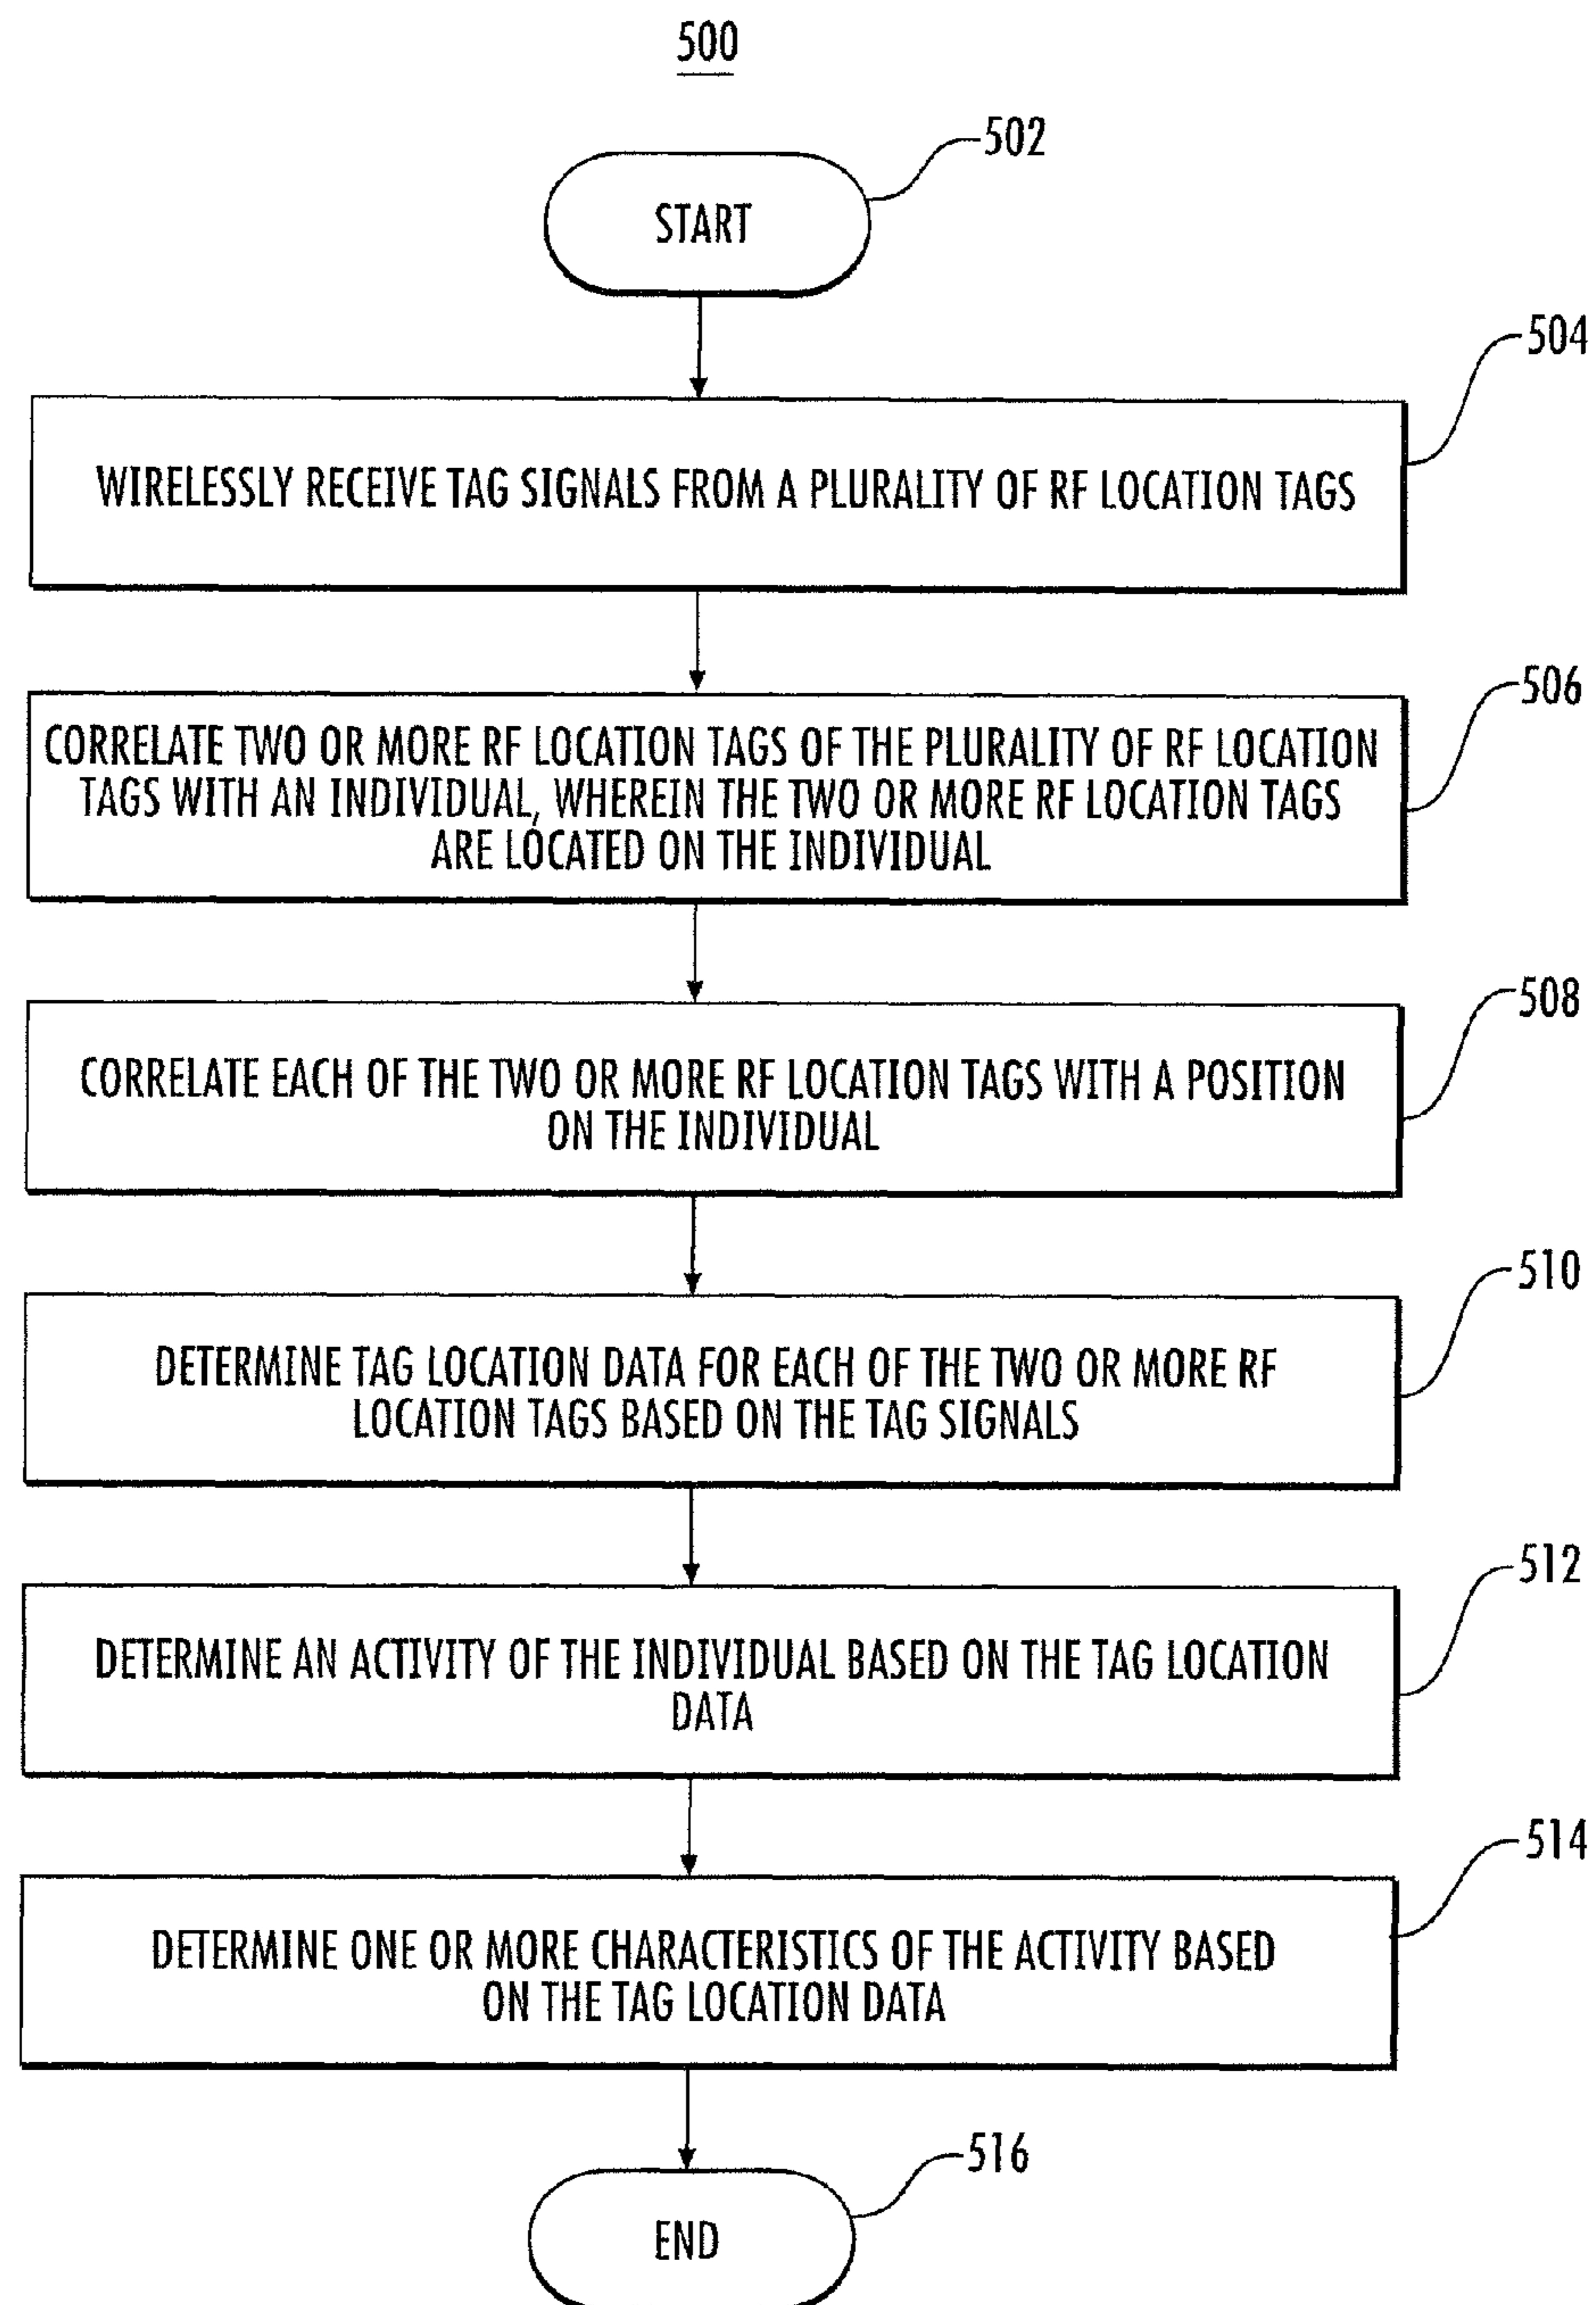 500
502
START
504
WIRELESSLY RECEIVE TAG SIGNALS FROM A PLURALITY OF RF LOCATION TAGS
506
CORRELATE TWO OR MORE RF LOCATION TAGS OF THE PLURALITY OF RF LOCATION
TAGS WITH AN INDIVIDUAL, WHEREIN THE TWO OR MORE RF LOCATION TAGS
ARE LOCATED ON THE INDIVIDUAL
508
CORRELATE EACH OF THE TWO OR MORE RF LOCATION TAGS WITH A POSITION
ON THE INDIVIDUAL
510
DETERMINE TAG LOCATION DATA FOR EACH OF THE TWO OR MORE RF
LOCATION TAGS BASED ON THE TAG SIGNALS
512
DETERMINE AN ACTIVITY OF THE INDIVIDUAL BASED ON THE TAG LOCATION
DATA
514
DETERMINE ONE OR MORE CHARACTERISTICS OF THE ACTIVITY BASED
ON THE TAG LOCATION DATA
516
END